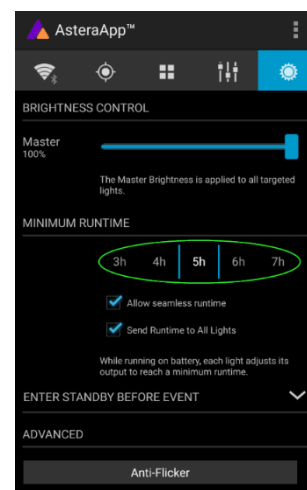 AsteraApp™
BRIGHTNESS CONTROL
Master
100%
The Master Brightness is applied to all targeted
lights.
MINIMUM RUNTIME
3h 4h 5h 6h 7h
Allow seamless runtime
Send Runtime to All Lights
While running on battery, each light adjusts its
output to reach a minimum runtime.
ENTER STANDBY BEFORE EVENT
ADVANCED
Anti-Flicker